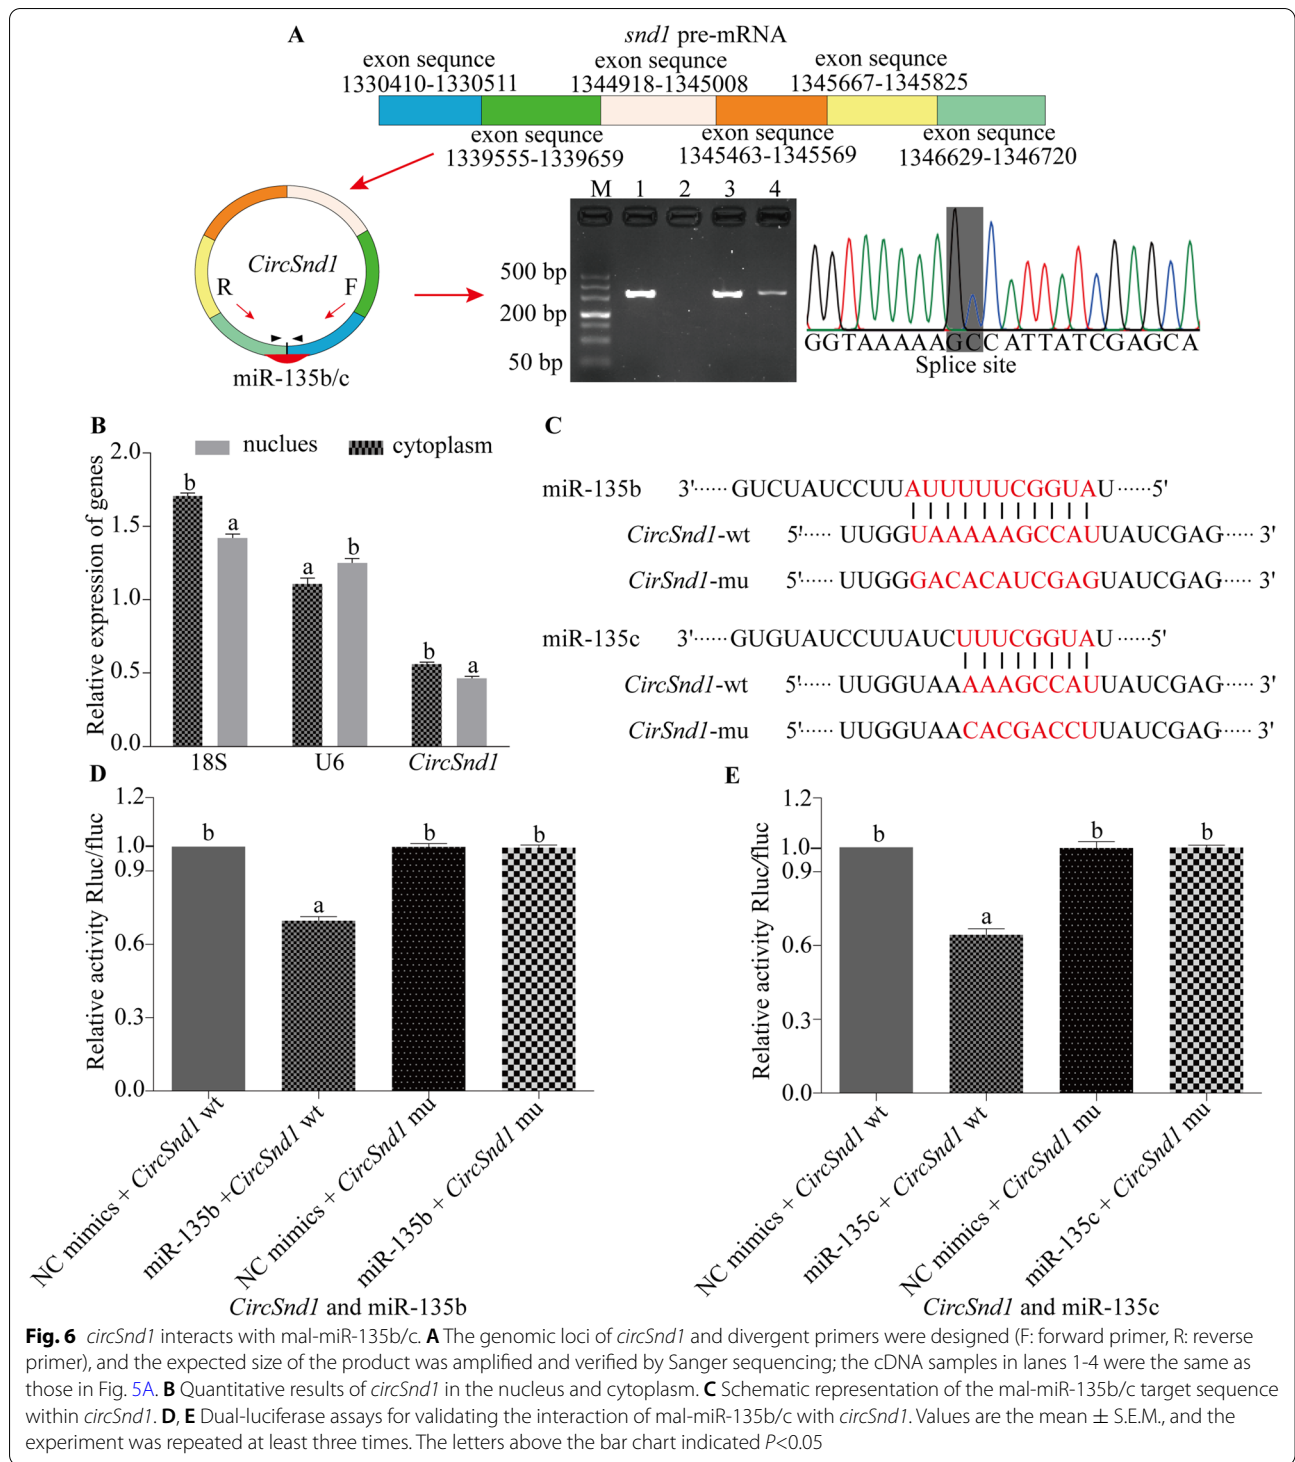 A
snd1 pre-mRNA
exon sequnce
1330410-1330511
exon sequnce
1344918-1345008
exon sequnce
1345667-1345825
exon sequnce
1339555-1339659
exon sequnce
1345463-1345569
exon sequnce
1346629-1346720
CircSnd1
R
F
miR-135b/c
M 1 2 3 4
500 bp
200 bp
50 bp
GGTAAAAAGCCATTATCGAGCA
Splice site
B
nuclues
cytoplasm
Relative expression of genes
2.0
1.5
1.0
0.5
0.0
b
a
a
b
b
a
18S
U6
CircSnd1
C
miR-135b 3'······ GUCUAUCCUUAUUUUUCGGUAU ······5'
CircSnd1-wt 5'····· UUGGUAAAAAGCCAUUAUCGAG····· 3'
CirSnd1-mu 5'····· UUGGGACACAUCGAGUAUCGAG····· 3'
miR-135c 3'······ GUGUAUCCUUAUCUUUCGGUAU ······5'
CircSnd1-wt 5'····· UUGGUAAAAAGCCAUUAUCGAG····· 3'
CirSnd1-mu 5'····· UUGGUAACACGACCUUAUCGAG····· 3'
D
Relative activity Rluc/fluc
1.2
1.0
0.9
0.6
0.3
0.0
b
a
b
b
NC mimics + CircSnd1 wt
miR-135b +CircSnd1 wt
NC mimics + CircSnd1 mu
miR-135b + CircSnd1 mu
CircSnd1 and miR-135b
E
Relative activity Rluc/fluc
1.2
1.0
0.9
0.6
0.3
0.0
b
a
b
b
NC mimics + CircSnd1 wt
miR-135c + CircSnd1 wt
NC mimics + CircSnd1 mu
miR-135c + CircSnd1 mu
CircSnd1 and miR-135c
Fig. 6 circSnd1 interacts with mal-miR-135b/c. A The genomic loci of circSnd1 and divergent primers were designed (F: forward primer, R: reverse
primer), and the expected size of the product was amplified and verified by Sanger sequencing; the cDNA samples in lanes 1-4 were the same as
those in Fig. 5A. B Quantitative results of circSnd1 in the nucleus and cytoplasm. C Schematic representation of the mal-miR-135b/c target sequence
within circSnd1. D, E Dual-luciferase assays for validating the interaction of mal-miR-135b/c with circSnd1. Values are the mean ± S.E.M., and the
experiment was repeated at least three times. The letters above the bar chart indicated P<0.05